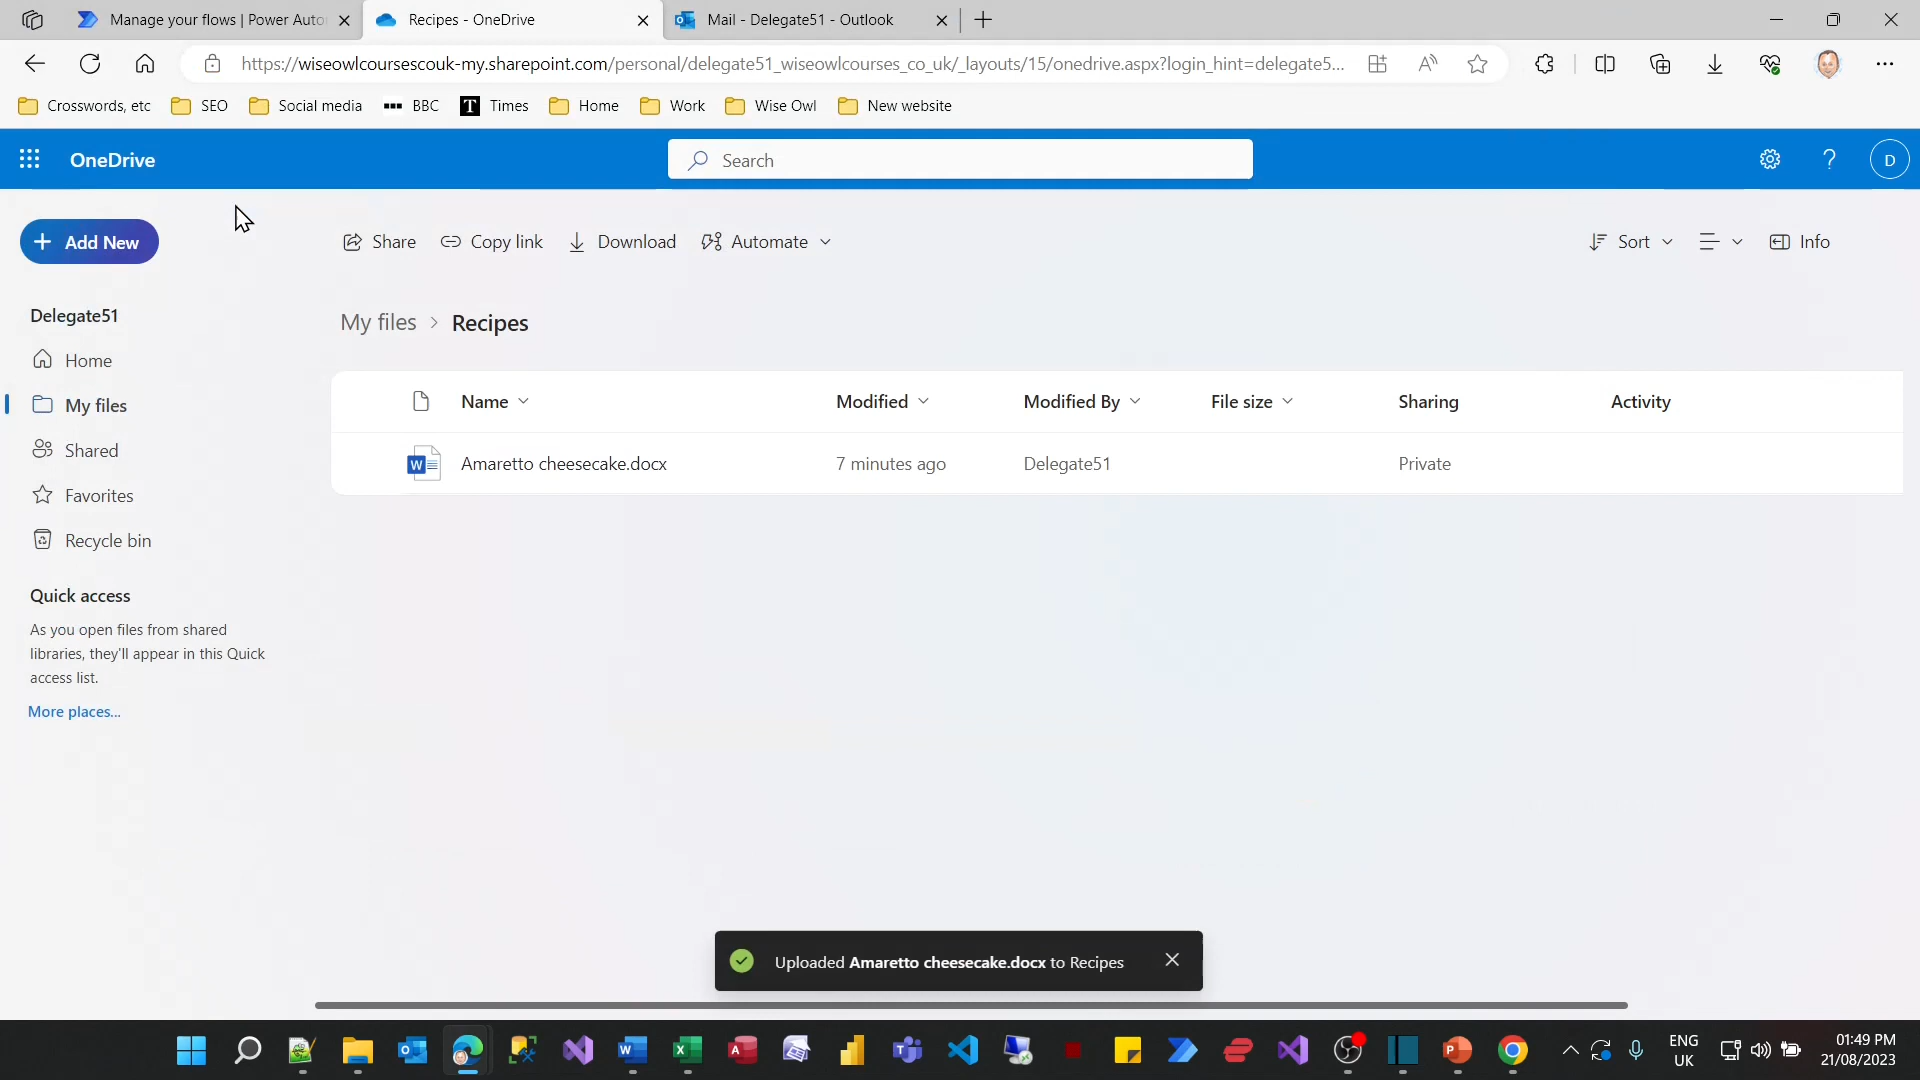 Manage your flows | Power Auto
Recipes - OneDrive
Mail - Delegate51 - Outlook
https://wiseowlcoursescouk-my.sharepoint.com/personal/delegate51_wiseowlcourses_co_uk/_layouts/15/onedrive.aspx?login_hint=delegate5...
Crosswords, etc
SEO
Social media
BBC
Times
Home
Work
Wise Owl
New website
OneDrive
Search
D
Add New
Share
Copy link
Download
Automate
Sort
Info
Delegate51
Home
My files
Shared
Favorites
Recycle bin
Quick access
As you open files from shared
libraries, they'll appear in this Quick
access list.
More places...
My files > Recipes
Name
Modified
Modified By
File size
Sharing
Activity
Amaretto cheesecake.docx
7 minutes ago
Delegate51
Private
Uploaded Amaretto cheesecake.docx to Recipes
ENG
UK
01:49 PM
21/08/2023